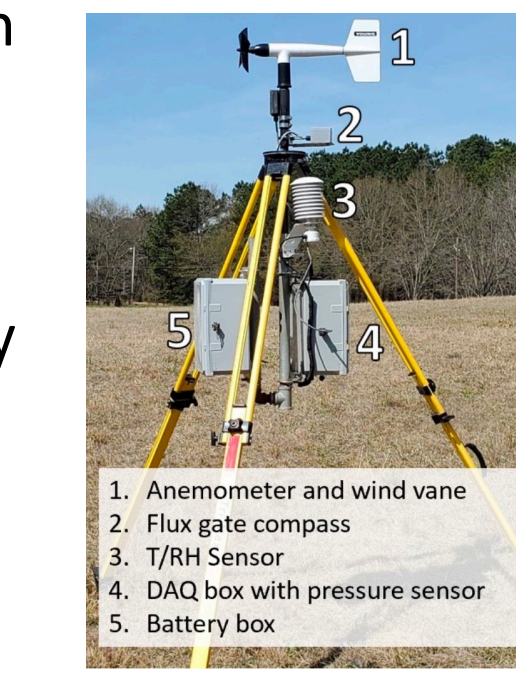 n
y
1
2
3
5
4
1. Anemometer and wind vane
2. Flux gate compass
3. T/RH Sensor
4. DAQ box with pressure sensor
5. Battery box